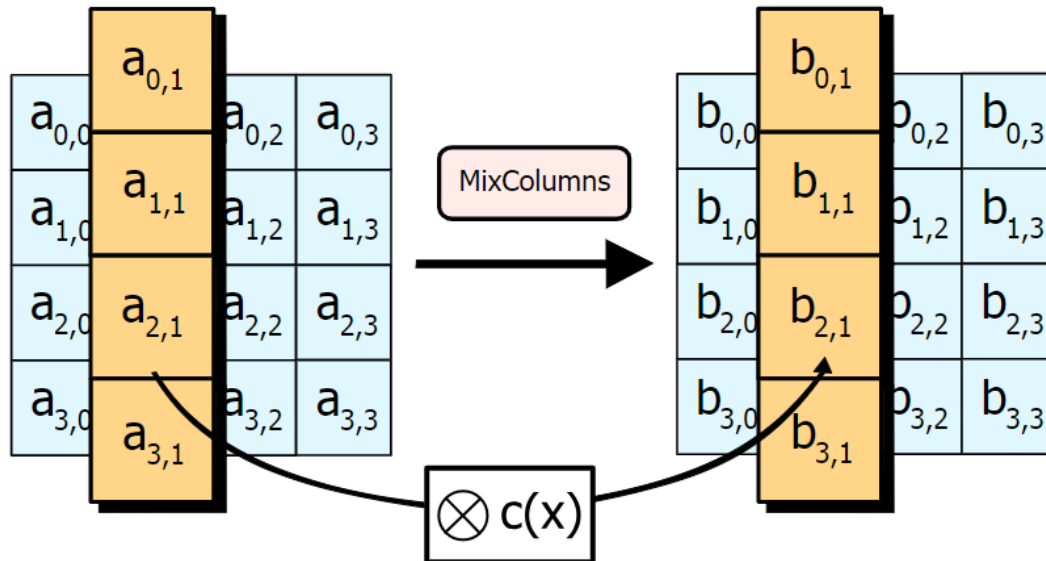 a0,1
a0,0 a0,2 a0,3
a1,1
a1,0 a1,2 a1,3
a2,1
a2,0 a2,2 a2,3
a3,1
a3,0 a3,2 a3,3
MixColumns
b0,1
b0,0 b0,2 b0,3
b1,1
b1,0 b1,2 b1,3
b2,1
b2,0 b2,2 b2,3
b3,1
b3,0 b3,2 b3,3
⊗ c(x)